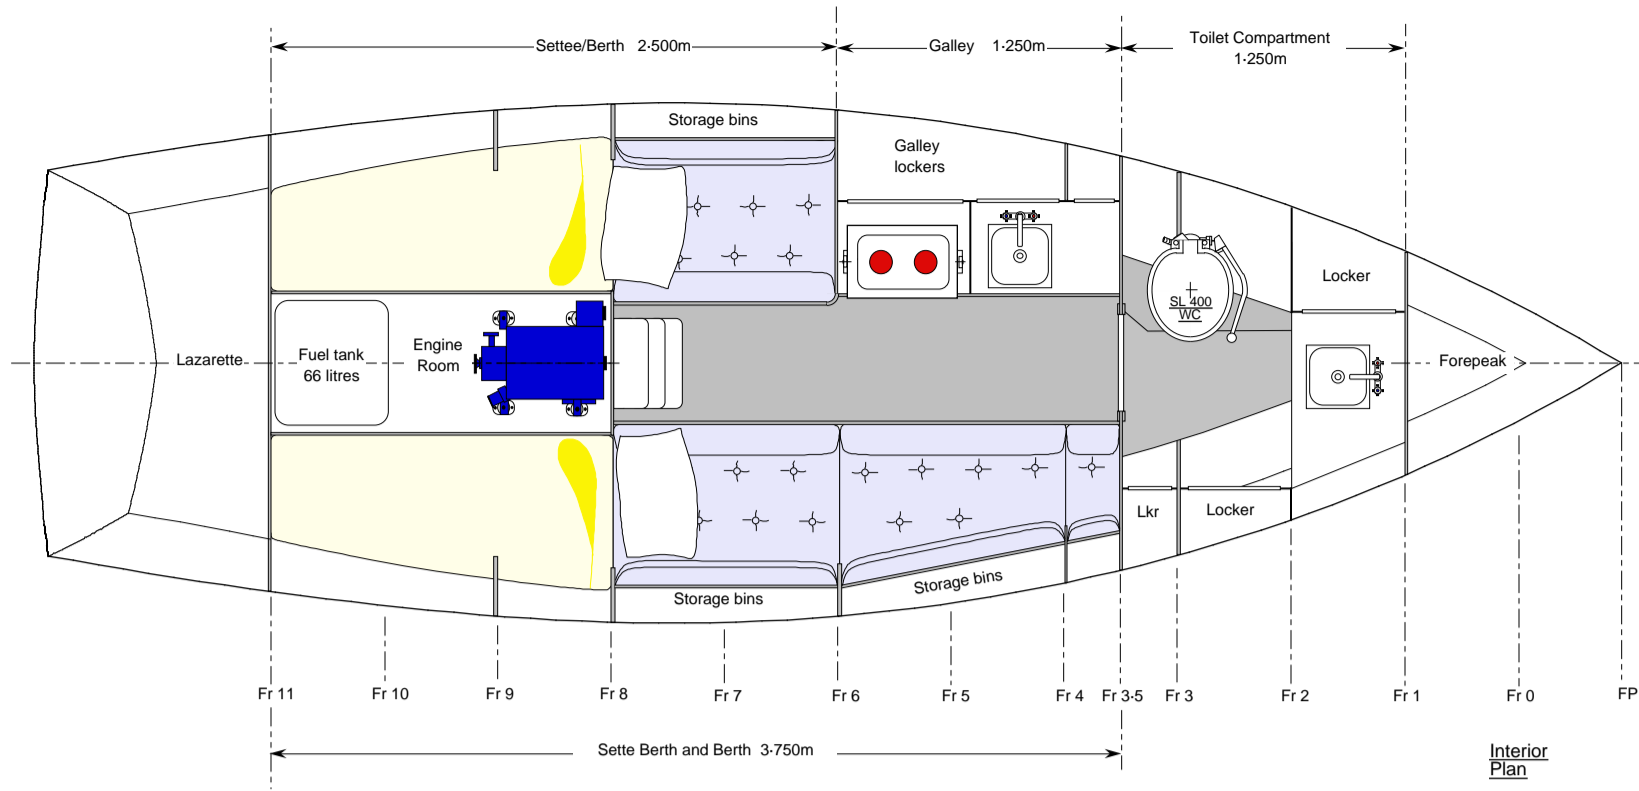 Settee/Berth 2·500m
Galley 1·250m
Toilet Compartment
1·250m
Storage bins
Galley
lockers
Locker
SL 400
WC
Lazarette
Fuel tank
66 litres
Engine
Room
Forepeak
Lkr
Locker
Storage bins
Storage bins
Fr 11
Fr 10
Fr 9
Fr 8
Fr 7
Fr 6
Fr 5
Fr 4
Fr 3·5
Fr 3
Fr 2
Fr 1
Fr 0
FP
Sette Berth and Berth 3·750m
Interior
Plan